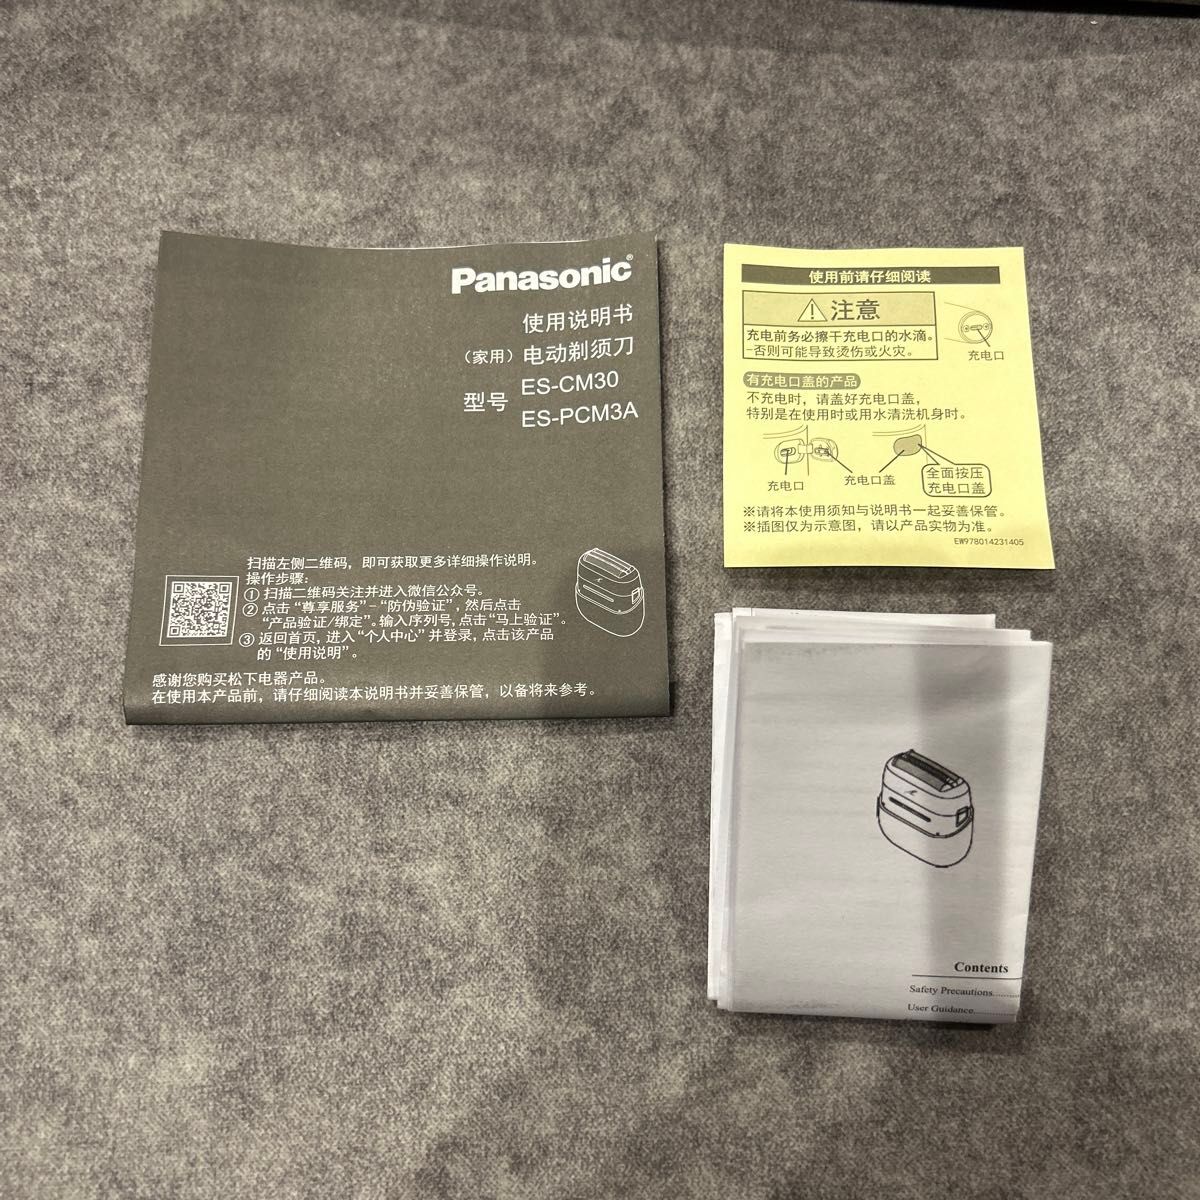 Panasonic®
使用说明书
（家用）电动剃须刀
型号 ES-CM30
ES-PCM3A
扫描左侧二维码，即可获取更多详细操作说明。
操作步骤：
① 扫描二维码关注并进入微信公众号。
② 点击“尊享服务”-“防伪验证”，然后点击
“产品验证/绑定”。输入序列号,点击“马上验证”。
③ 返回首页,进入“个人中心”并登录,点击该产品
的“使用说明”。
感谢您购买松下电器产品。
在使用本产品前，请仔细阅读本说明书并妥善保管，以备将来参考。
使用前请仔细阅读
注意
充电前务必擦干充电口的水滴。
-否则可能导致烫伤或火灾。
充电口
有充电口盖的产品
不充电时，请盖好充电口盖，
特别是在使用时或用水清洗机身时。
充电口
充电口盖
全面按压
充电口盖
※请将本使用须知与说明书一起妥善保管。
※插图仅为示意图，请以产品实物为准。
EW978014231405
Contents
Safety Precautions............
User Guidance............